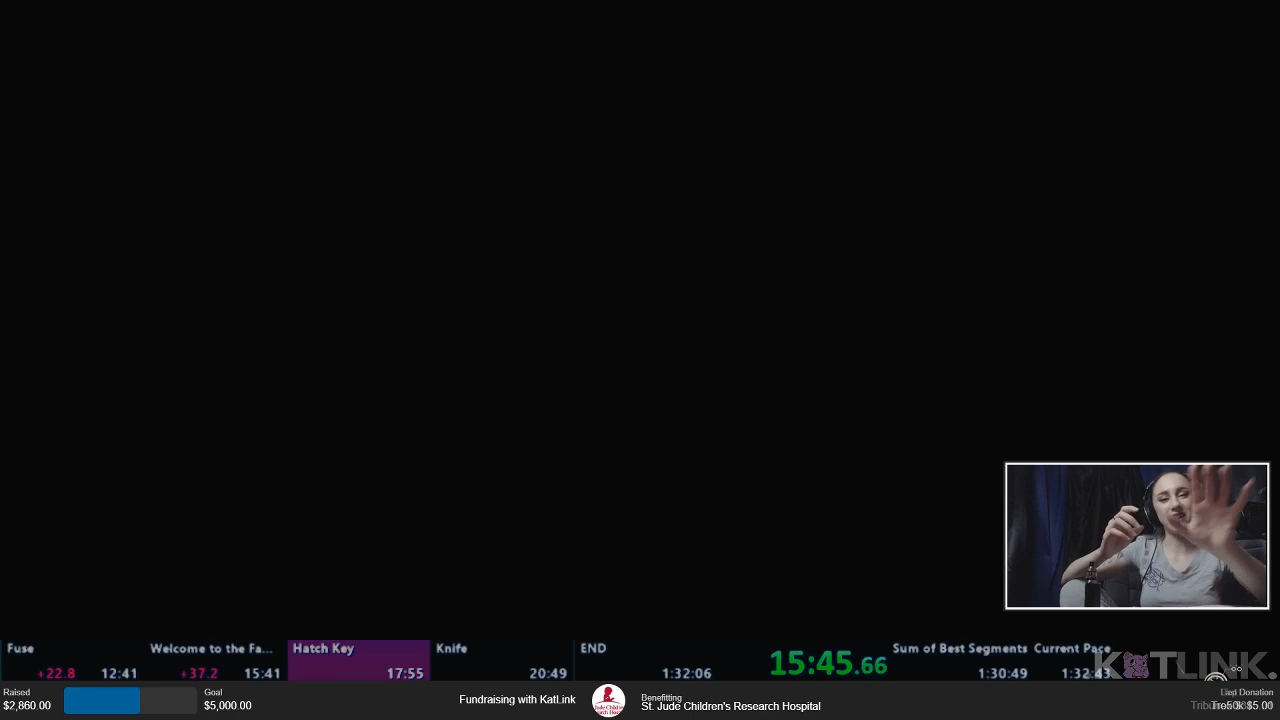 Fuse
+22.8 12:41
Welcome to the Fa...
+37.2 15:41
Hatch Key
17:55
Knife
20:49
END
1:32:06
15:45.66
Sum of Best Segments
1:30:49
Current Pace
KATLINK.
Raised
$2,860.00
Goal
$5,000.00
Fundraising with KatLink
Benefitting
St. Jude Children's Research Hospital
Donation
$5.00